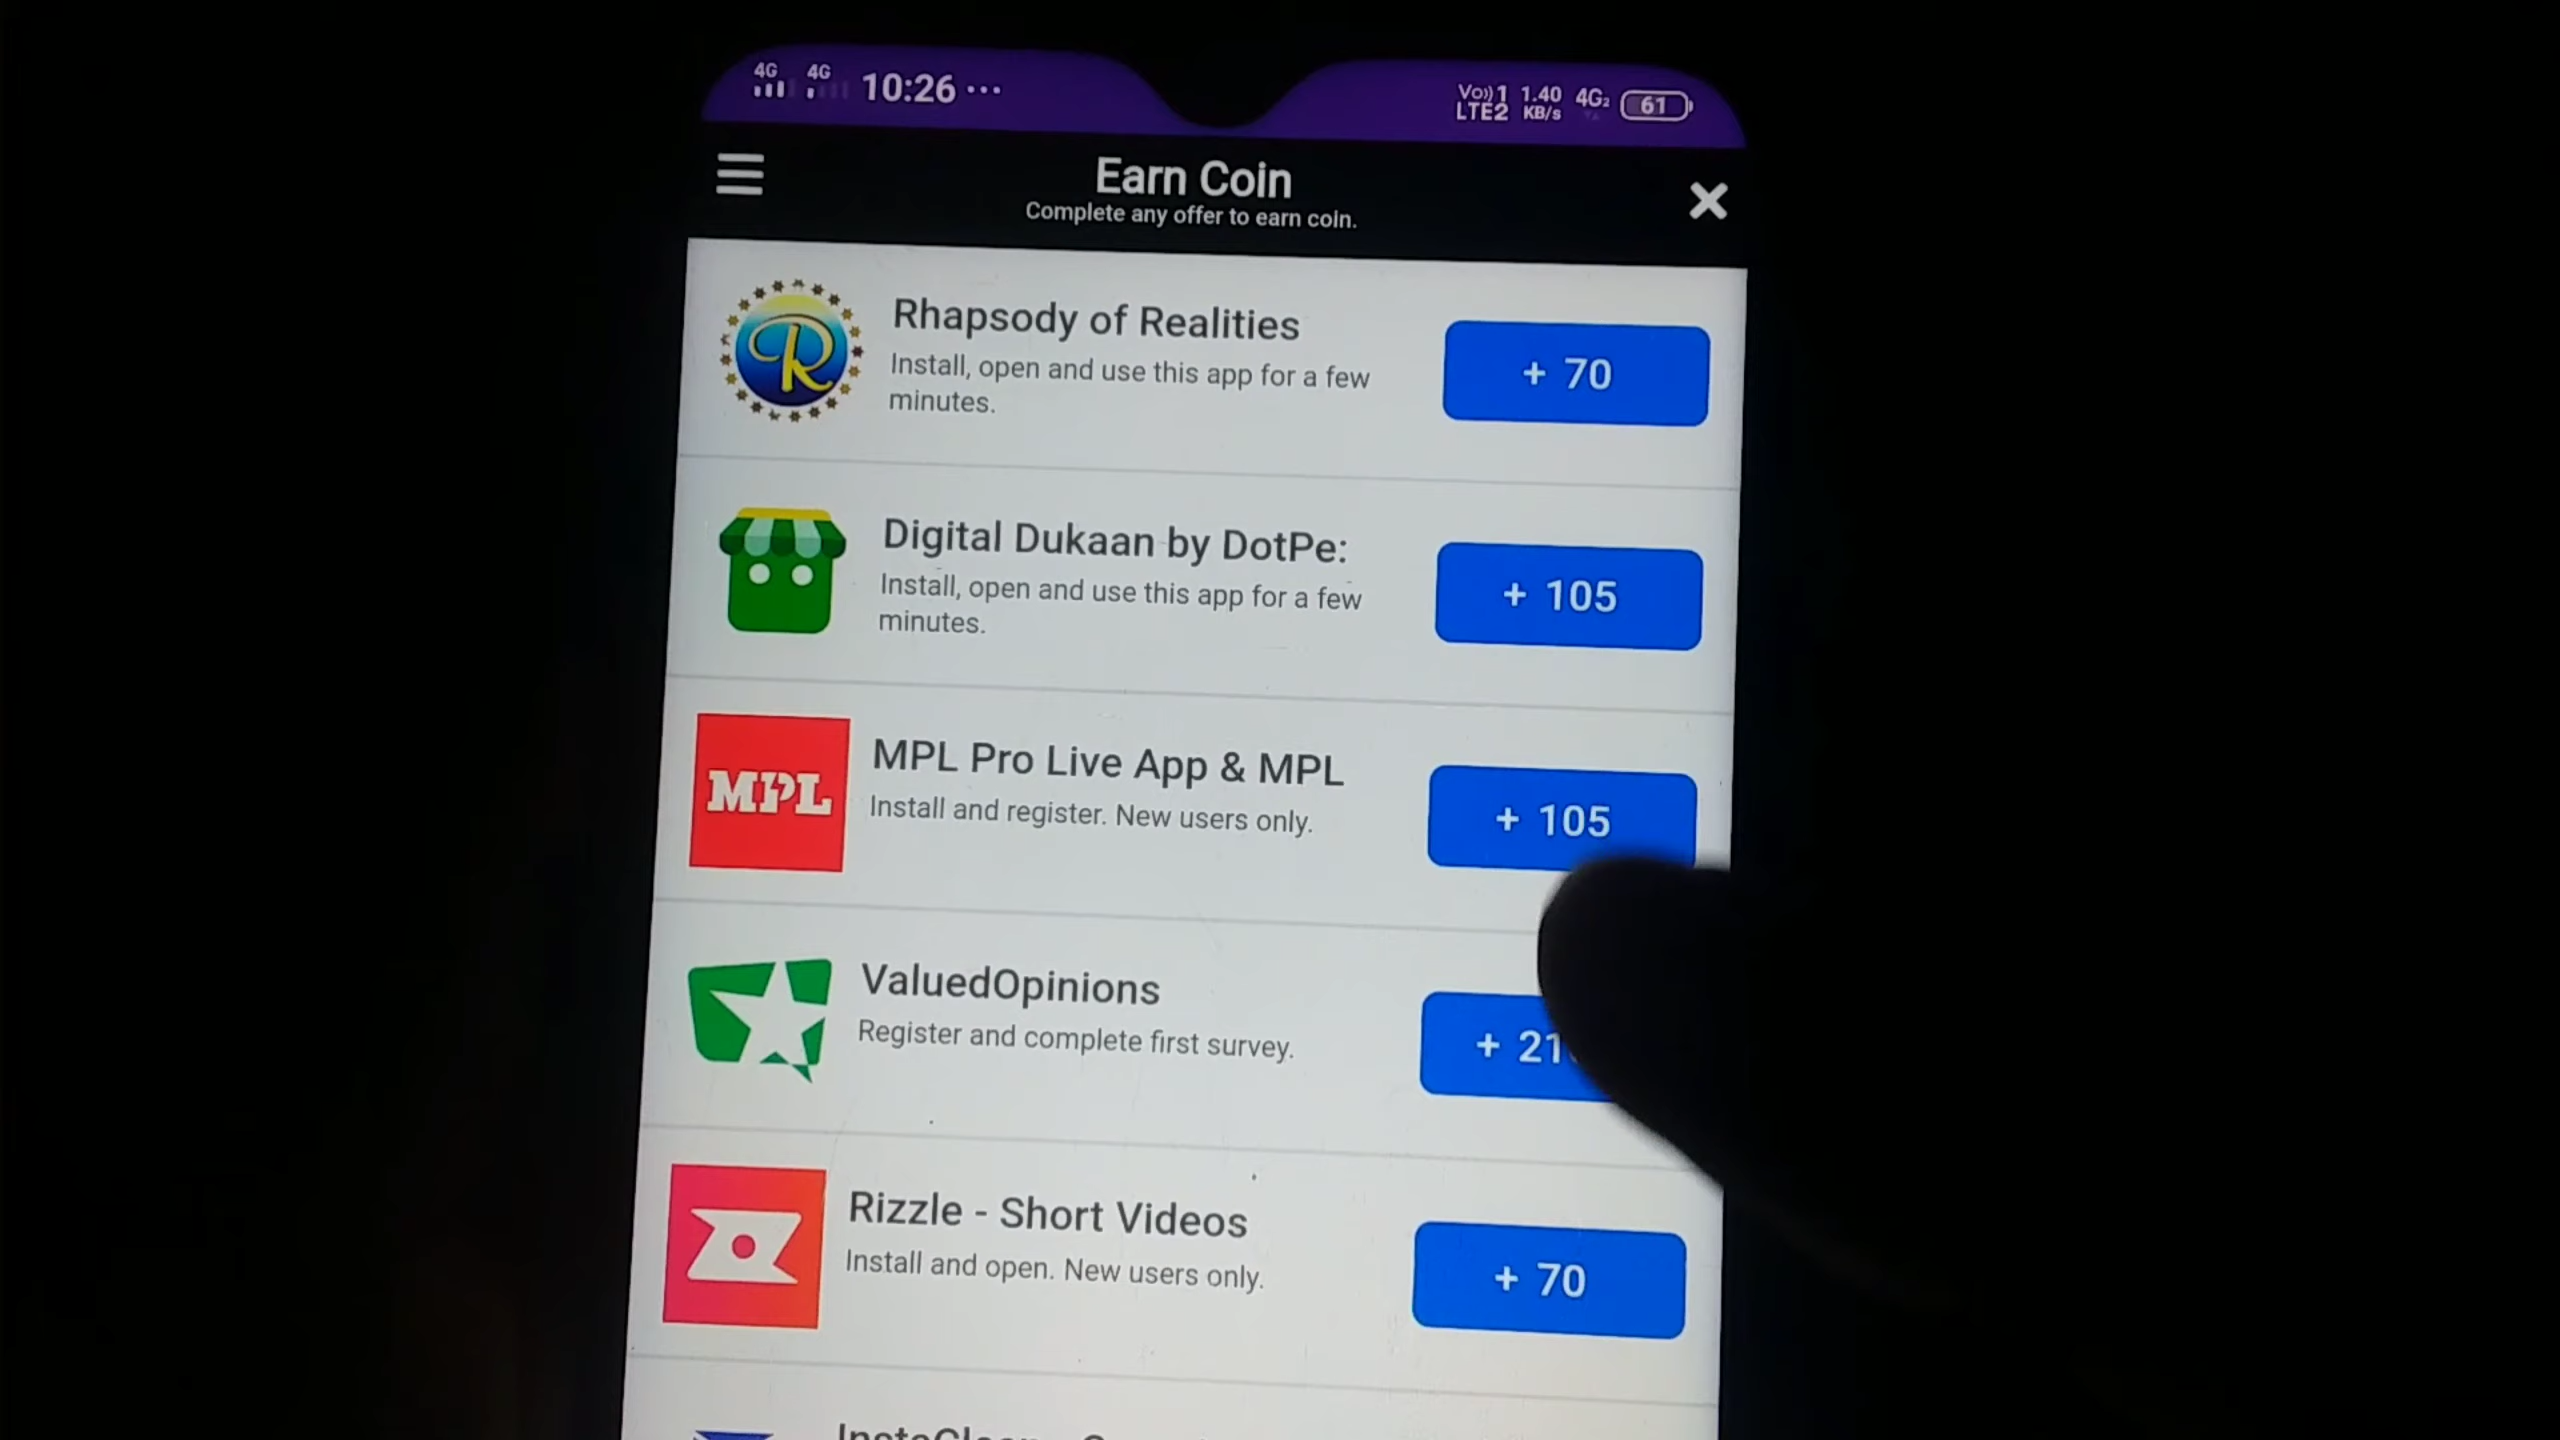 4G 4G 10:26 ...
Vo)) 1 1.40 4G2 61
LTE2 KB/s
Earn Coin
Complete any offer to earn coin.
R
Rhapsody of Realities
Install, open and use this app for a few
minutes.
+ 70
Digital Dukaan by DotPe:
Install, open and use this app for a few
minutes.
+ 105
MPL
MPL Pro Live App & MPL
Install and register. New users only.
+ 105
ValuedOpinions
Register and complete first survey.
+ 21
Rizzle - Short Videos
Install and open. New users only.
+ 70